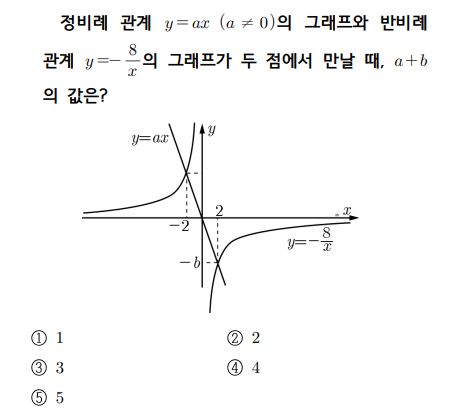 정비례 관계 y=ax (a≠0)의 그래프와 반비례
관계 y=-8/x의 그래프가 두 점에서 만날 때, a+b
의 값은?
y=ax
y
2
x
-2
y=-8/x
-b
① 1
② 2
③ 3
④ 4
⑤ 5